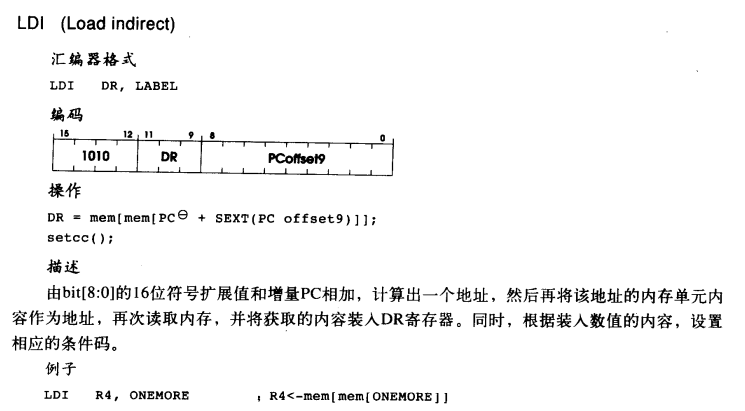 LDI (Load indirect)
汇编器格式
LDI DR, LABEL
编码
15 12 11 9 8 0
1010 DR PCoffset9
操作
DR = mem[mem[PC⊖ + SEXT(PC offset9)]];
setcc();
描述
由bit[8:0]的16位符号扩展值和增量PC相加，计算出一个地址，然后再将该地址的内存单元内
容作为地址，再次读取内存，并将获取的内容装入DR寄存器。同时，根据装入数值的内容，设置
相应的条件码。
例子
LDI R4, ONEMORE ; R4<-mem[mem[ONEMORE]]